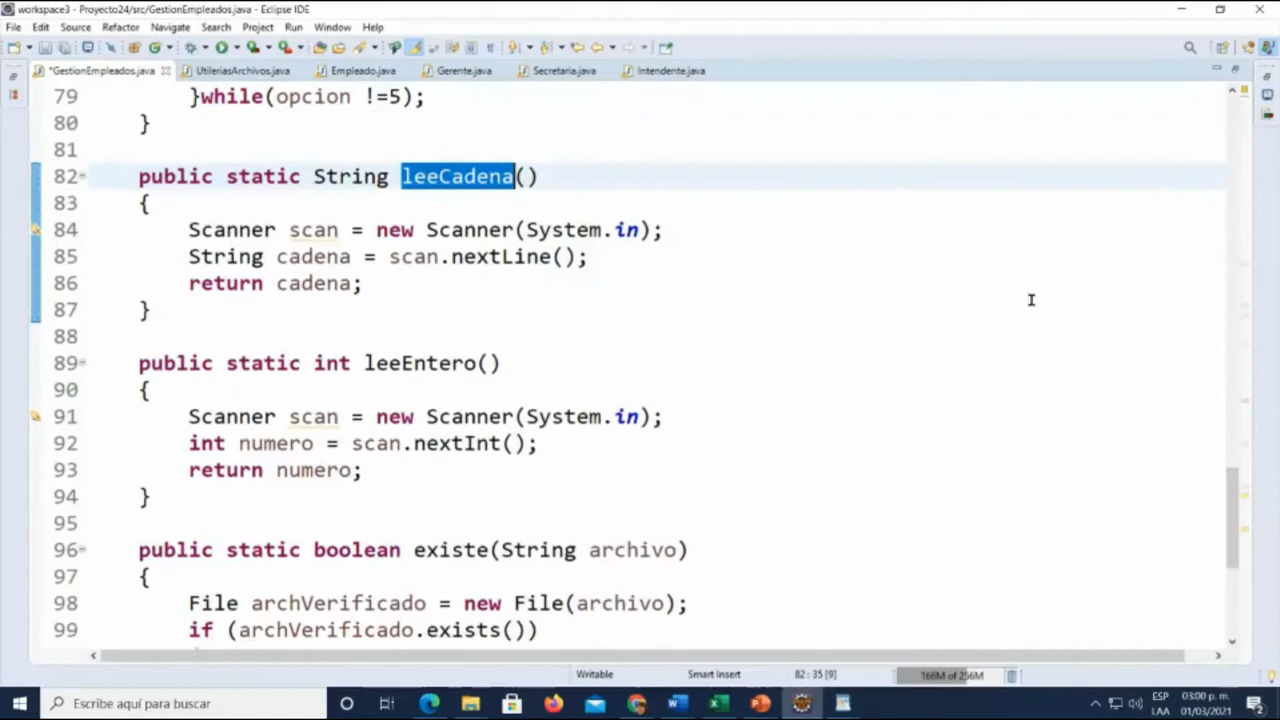 workspace3 - Proyecto24/src/GestionEmpleados.java - Eclipse IDE
File Edit Source Refactor Navigate Search Project Run Window Help
*GestionEmpleados.java UtileriasArchivos.java Empleado.java Gerente.java Secretaria.java Intendente.java
79 }while(opcion !=5);
80 }
81
82 public static String leeCadena()
83 {
84 Scanner scan = new Scanner(System.in);
85 String cadena = scan.nextLine();
86 return cadena;
87 }
88
89 public static int leeEntero()
90 {
91 Scanner scan = new Scanner(System.in);
92 int numero = scan.nextInt();
93 return numero;
94 }
95
96 public static boolean existe(String archivo)
97 {
98 File archVerificado = new File(archivo);
99 if (archVerificado.exists())
Writable Smart Insert 82 : 35 [9] 166M of 256M
Escribe aquí para buscar
ESP 03:00 p. m.
LAA 01/03/2021
2